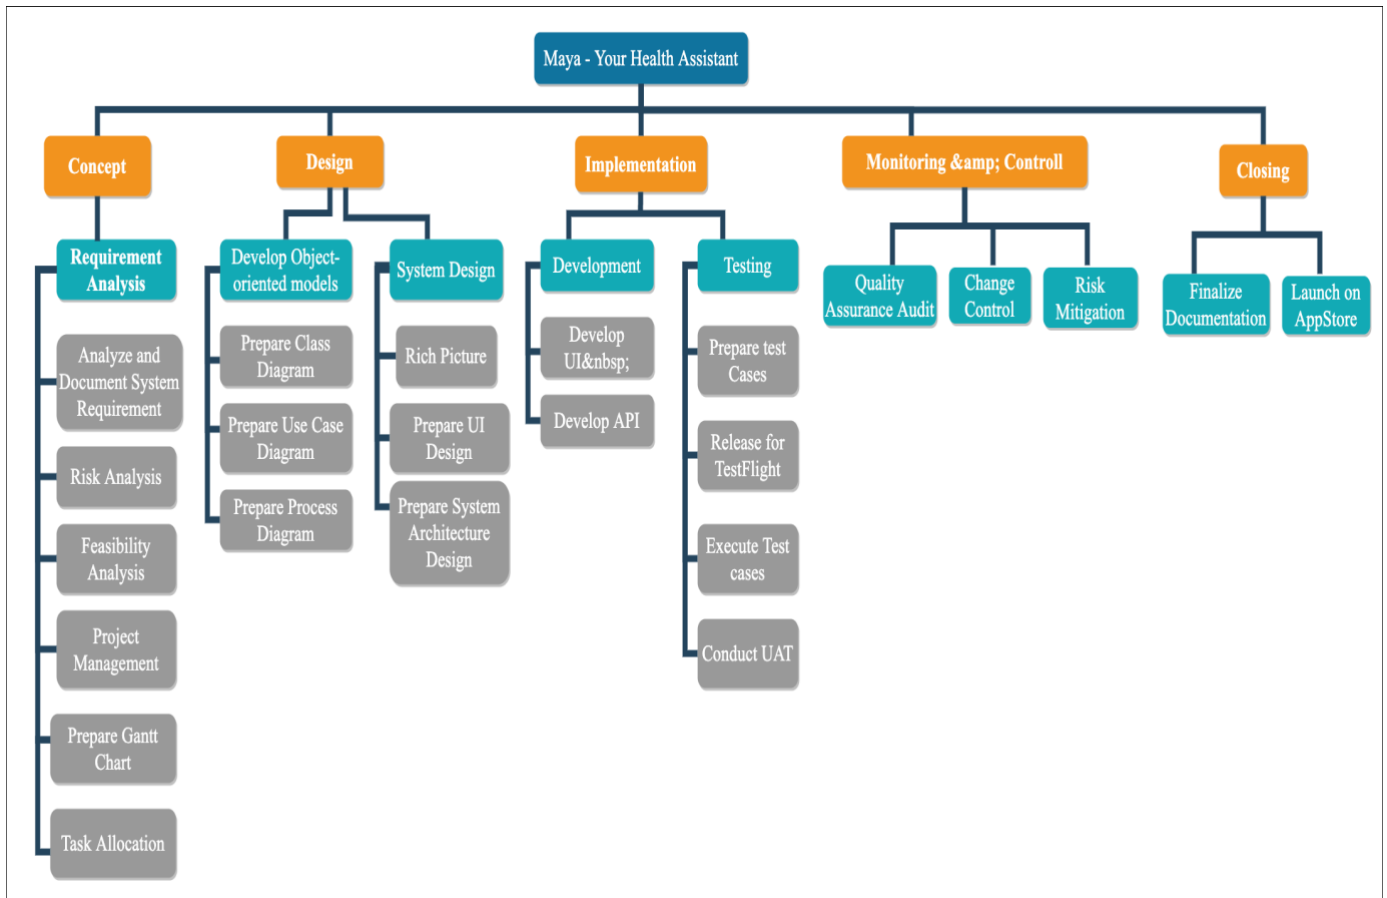 Maya - Your Health Assistant
Concept
Design
Implementation
Monitoring &amp; Controll
Closing
Requirement
Analysis
Analyze and
Document System
Requirement
Risk Analysis
Feasibility
Analysis
Project
Management
Prepare Gantt
Chart
Task Allocation
Develop Object-
oriented models
Prepare Class
Diagram
Prepare Use Case
Diagram
Prepare Process
Diagram
System Design
Rich Picture
Prepare UI
Design
Prepare System
Architecture
Design
Development
Develop
UI&nbsp;
Develop API
Testing
Prepare test
Cases
Release for
TestFlight
Execute Test
cases
Conduct UAT
Quality
Assurance Audit
Change
Control
Risk
Mitigation
Finalize
Documentation
Launch on
AppStore